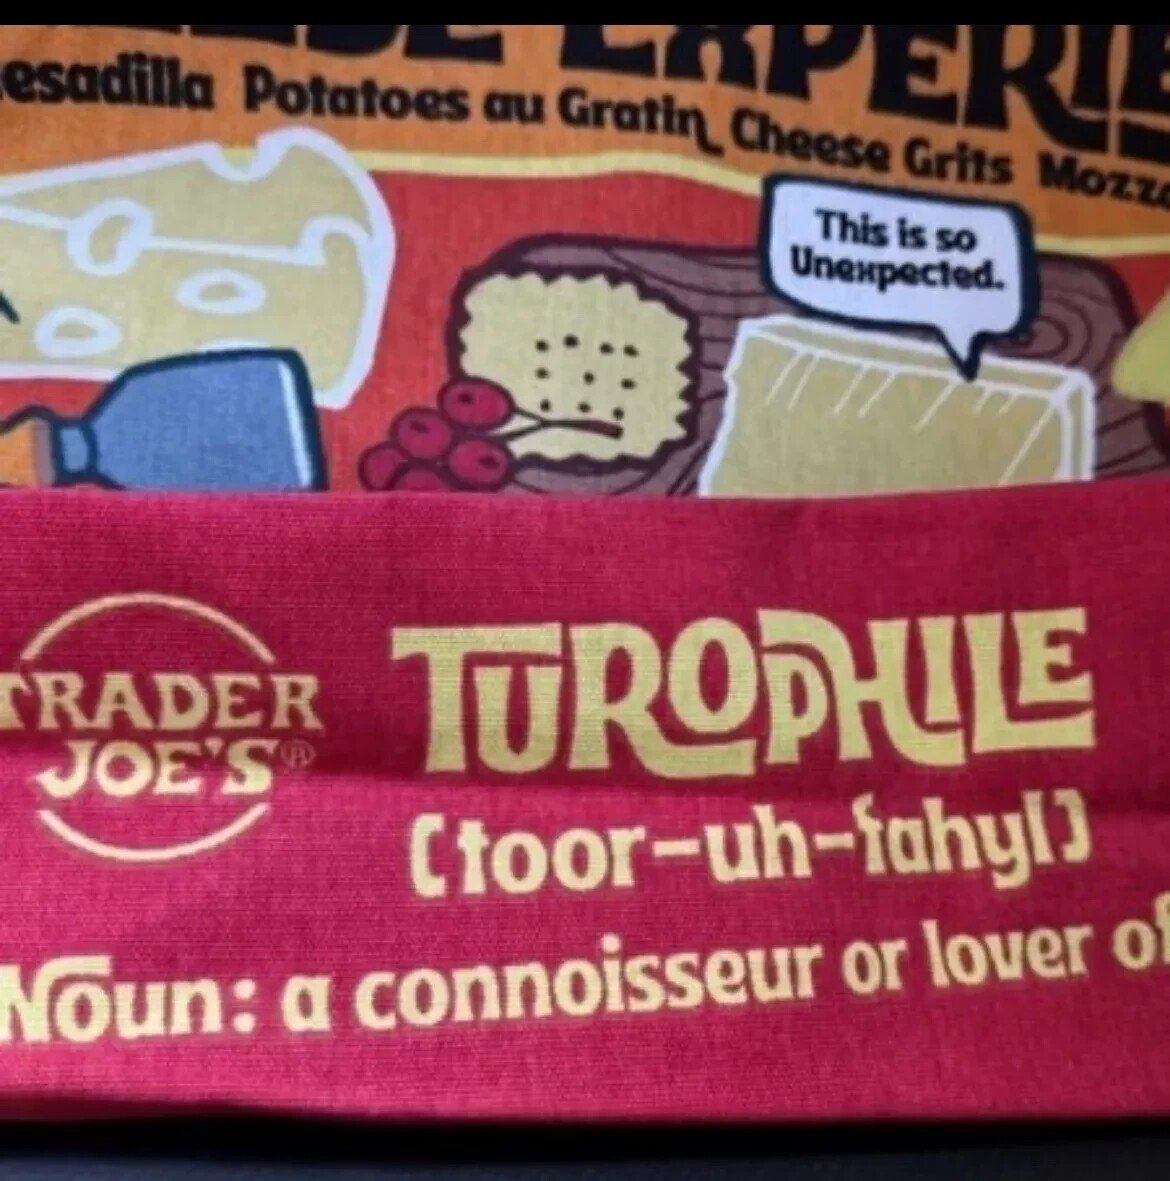 Potatoes au Gratin Cheese Grits
This is so
Unexpected.
TRADER
JOE'S®
TUROPHILE
[toor-uh-fahyl]
Noun: a connoisseur or lover of